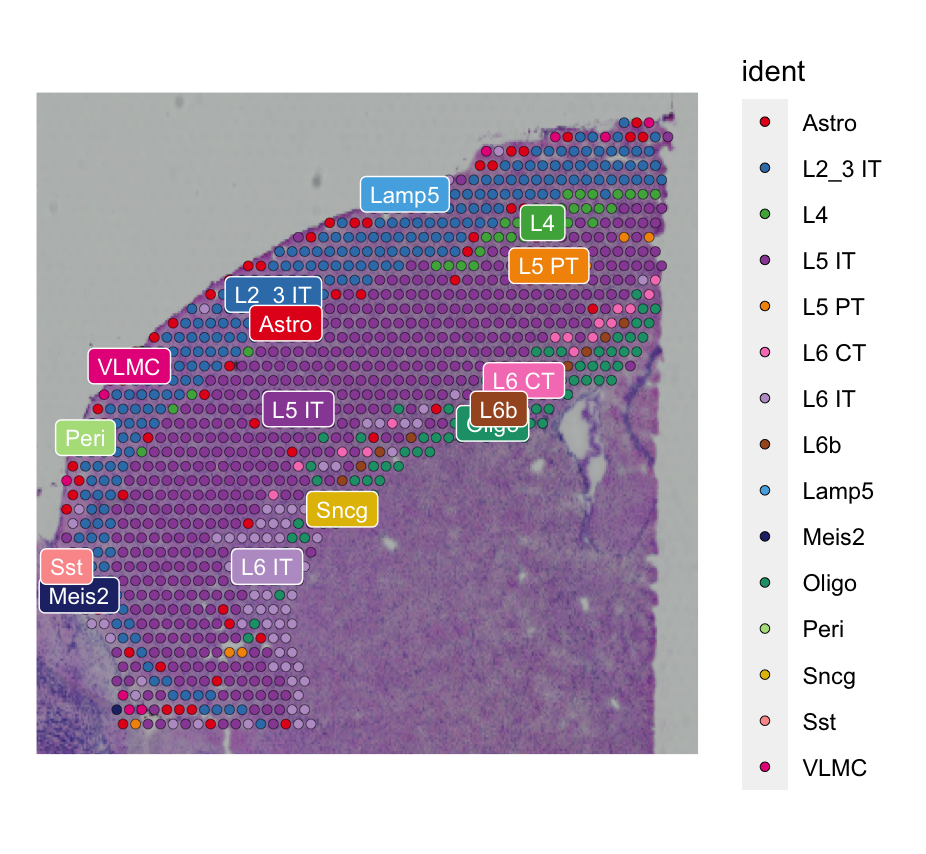 ident
Astro
L2_3 IT
L4
L5 IT
L5 PT
L6 CT
L6 IT
L6b
Lamp5
Meis2
Oligo
Peri
Sncg
Sst
VLMC
Lamp5
L4
L5 PT
L2_3 IT
Astro
VLMC
L6 CT
L5 IT
L6b
Oligo
Peri
Sncg
Sst
L6 IT
Meis2